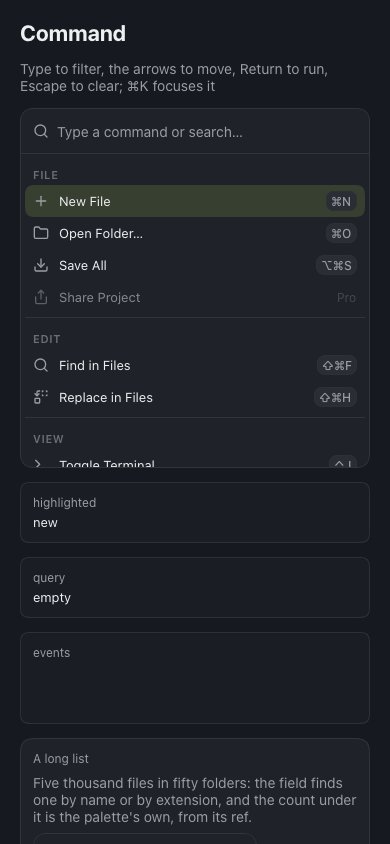 Command
Type to filter, the arrows to move, Return to run,
Escape to clear; ⌘K focuses it
Type a command or search...
FILE
New File ⌘N
Open Folder... ⌘O
Save All ⌥⌘S
Share Project Pro
EDIT
Find in Files ⇧⌘F
Replace in Files ⇧⌘H
VIEW
Toggle Terminal
highlighted
new
query
empty
events
A long list
Five thousand files in fifty folders: the field finds
one by name or by extension, and the count under
it is the palette's own, from its ref.